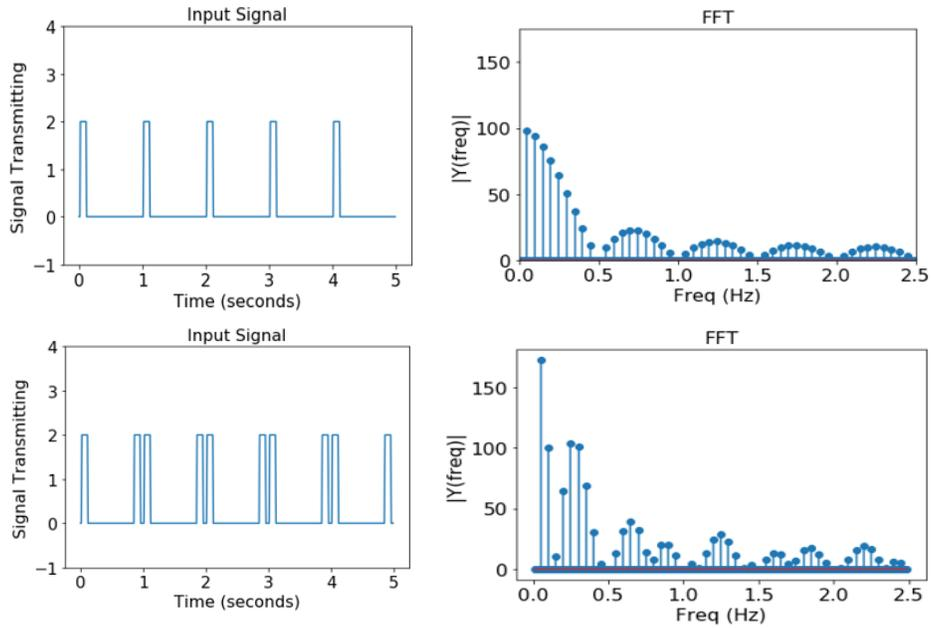 Input Signal
4
3
2
1
0
−1
Signal Transmitting
0 1 2 3 4 5
Time (seconds)
FFT
150
100
50
0
|Y(freq)|
0.0 0.5 1.0 1.5 2.0 2.5
Freq (Hz)
Input Signal
4
3
2
1
0
−1
Signal Transmitting
0 1 2 3 4 5
Time (seconds)
FFT
150
100
50
0
|Y(freq)|
0.0 0.5 1.0 1.5 2.0 2.5
Freq (Hz)